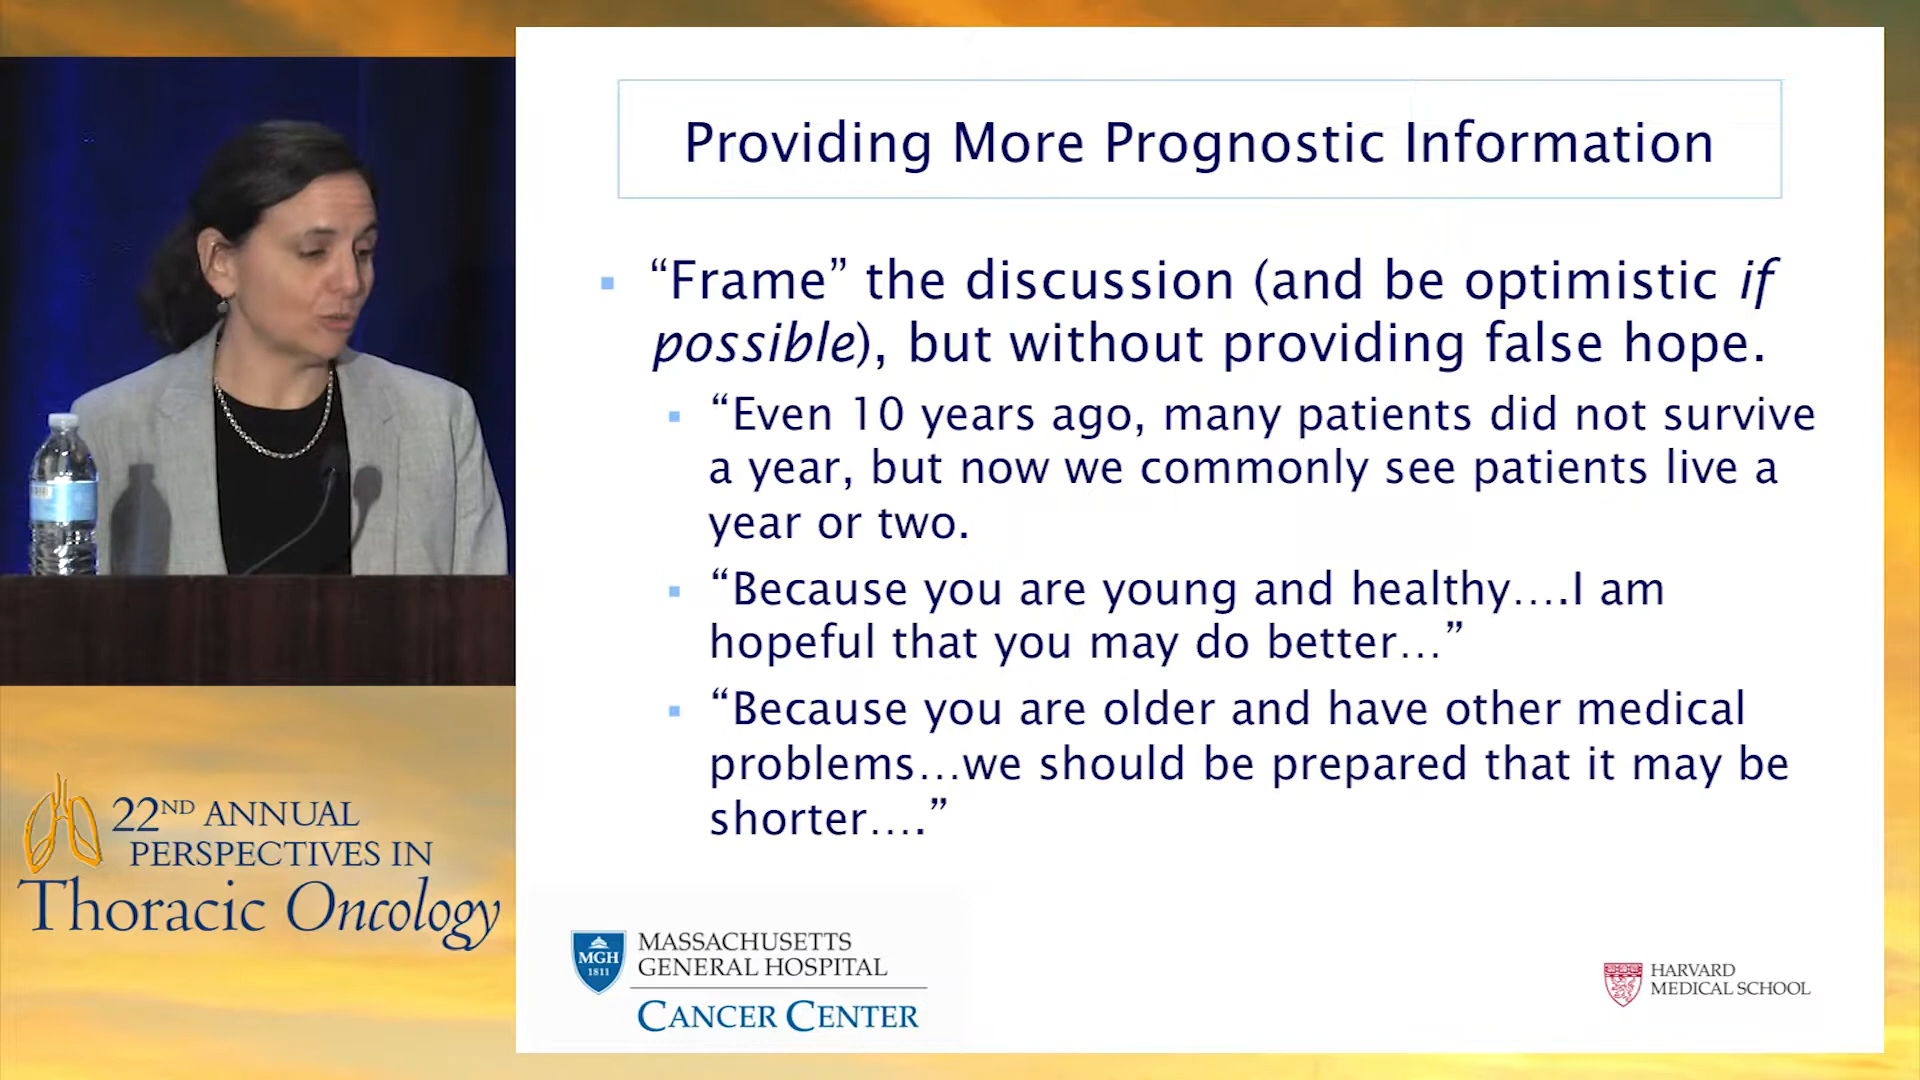 Providing More Prognostic Information
“Frame” the discussion (and be optimistic if
possible), but without providing false hope.
“Even 10 years ago, many patients did not survive
a year, but now we commonly see patients live a
year or two.
“Because you are young and healthy....I am
hopeful that you may do better...”
“Because you are older and have other medical
problems...we should be prepared that it may be
shorter....”
22ND ANNUAL
PERSPECTIVES IN
Thoracic Oncology
MGH
1811
MASSACHUSETTS
GENERAL HOSPITAL
CANCER CENTER
HARVARD
MEDICAL SCHOOL